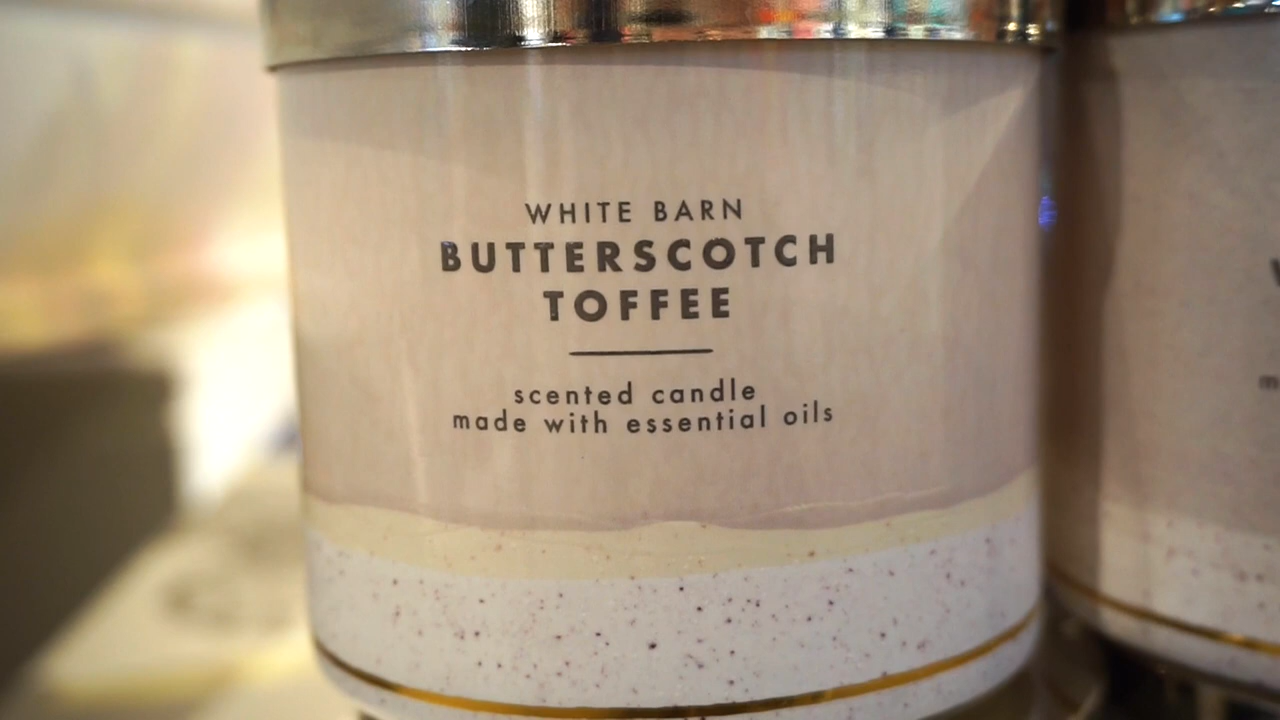 WHITE BARN
BUTTERSCOTCH
TOFFEE
scented candle
made with essential oils